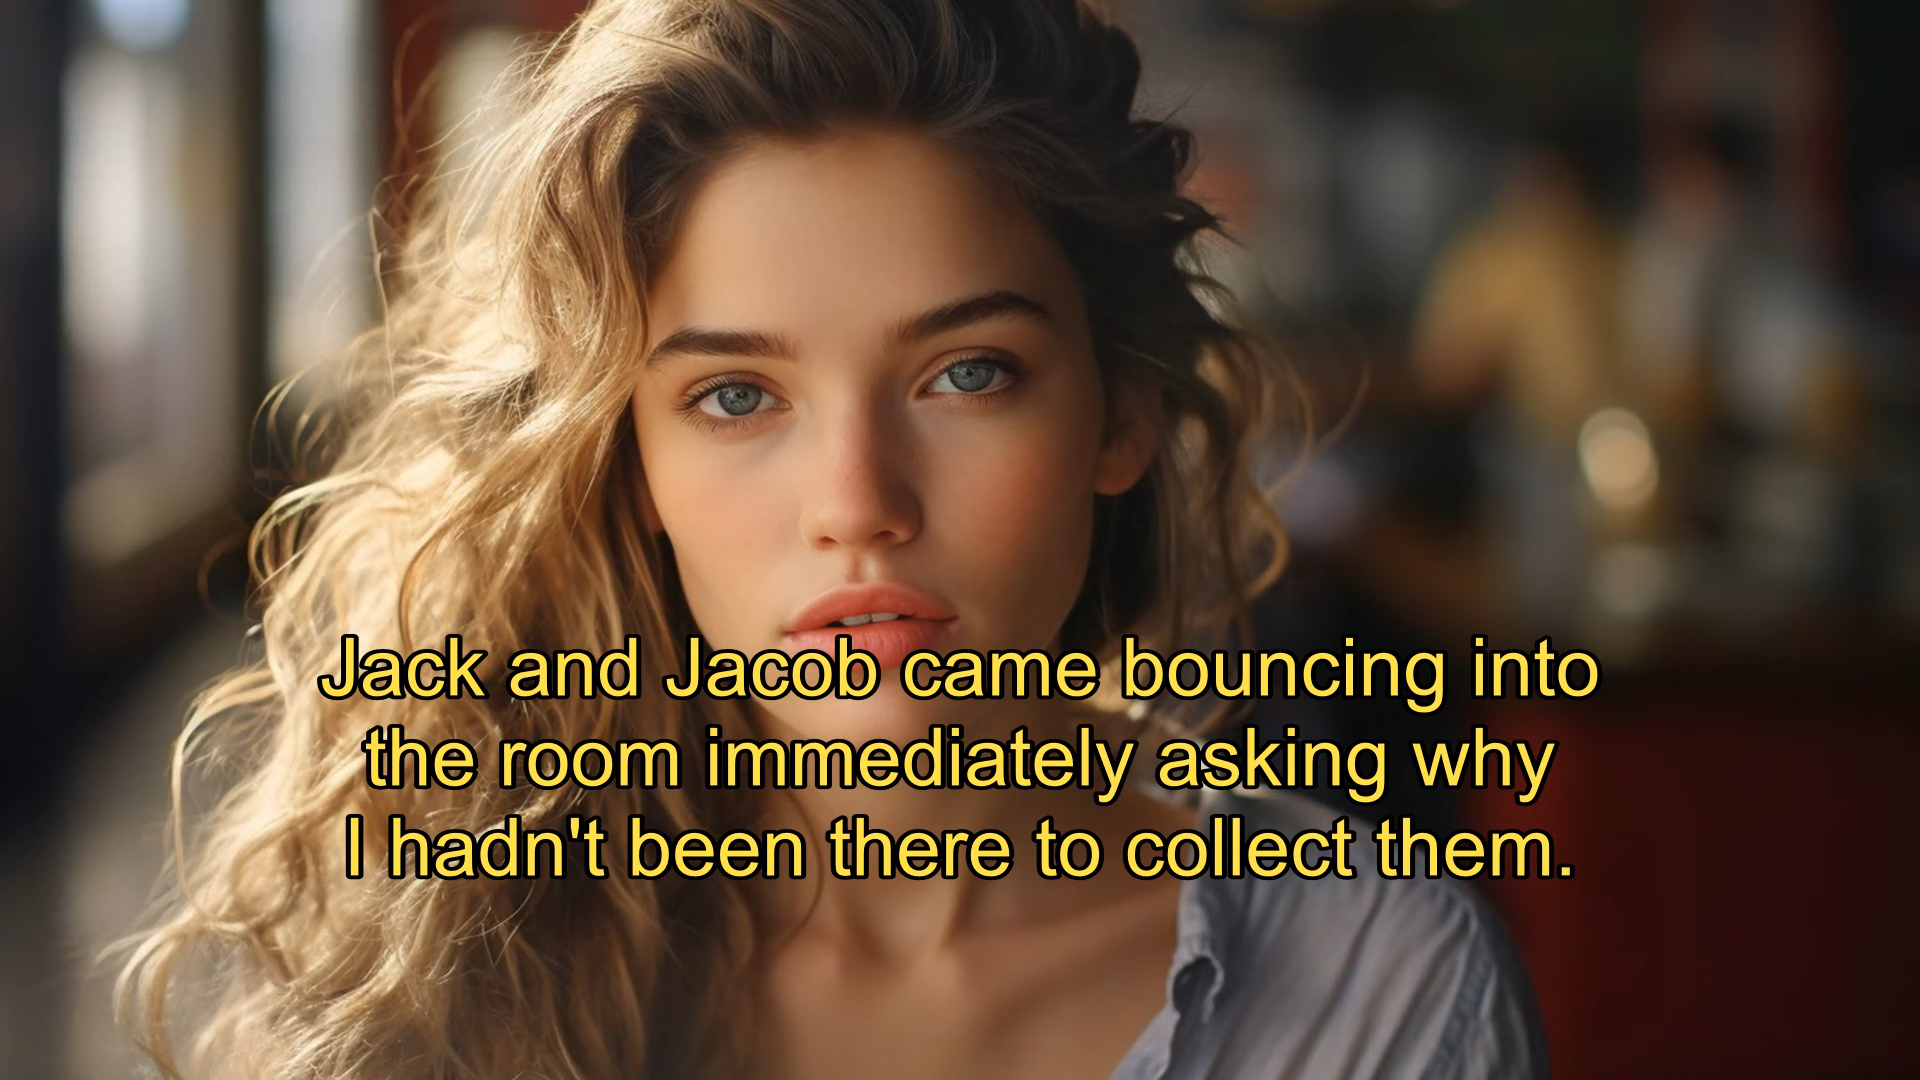 Jack and Jacob came bouncing into
the room immediately asking why
I hadn't been there to collect them.